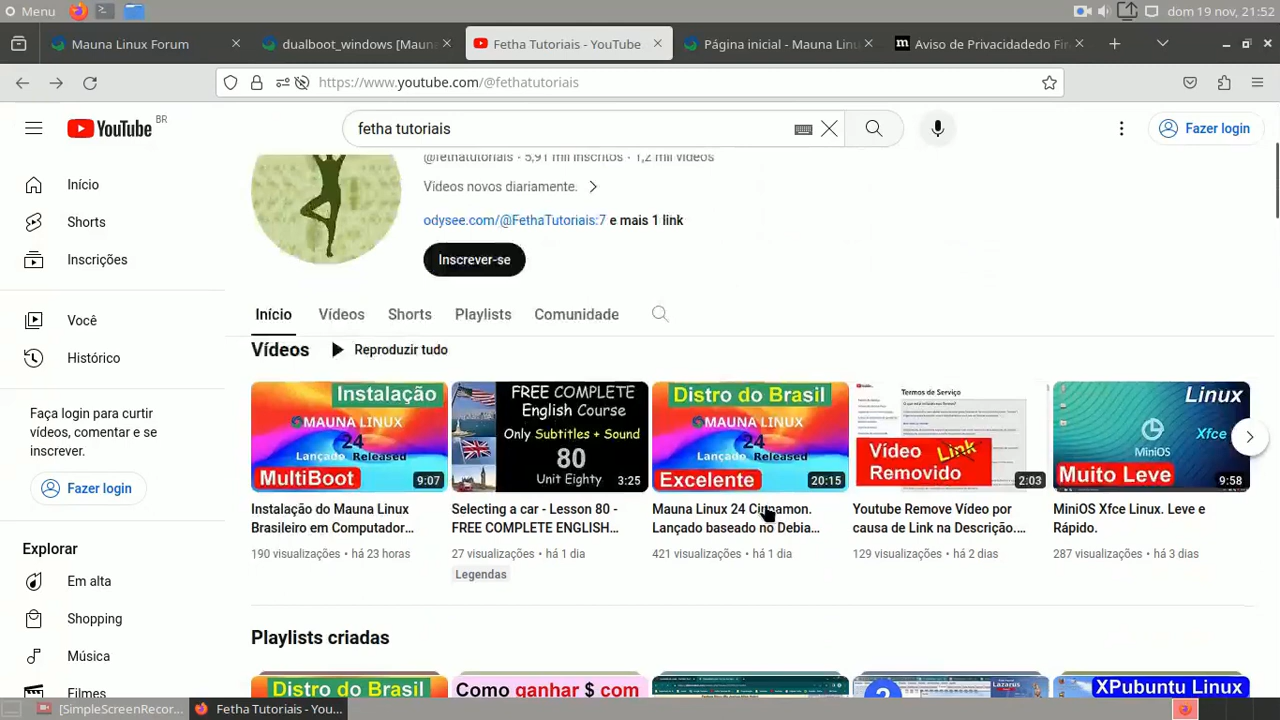 Menu
dom 19 nov, 21:52
Mauna Linux Forum
dualboot_windows [Mauna
Fetha Tutoriais - YouTube
Página inicial - Mauna Linu
Aviso de Privacidadedo Fir
https://www.youtube.com/@fethatutoriais
YouTube BR
fetha tutoriais
Fazer login
@fethatutoriais • 5,91 mil inscritos • 1,2 mil vídeos
Vídeos novos diariamente.
odysee.com/@FethaTutoriais:7 e mais 1 link
Inscrever-se
Início
Shorts
Inscrições
Você
Histórico
Faça login para curtir
vídeos, comentar e se
inscrever.
Fazer login
Explorar
Em alta
Shopping
Música
Filmes
Início
Vídeos
Shorts
Playlists
Comunidade
Vídeos
Reproduzir tudo
Instalação
MAUNA LINUX
24
Lançado Released
MultiBoot
9:07
Instalação do Mauna Linux
Brasileiro em Computador...
190 visualizações • há 23 horas
FREE COMPLETE
English Course
Only Subtitles + Sound
80
Unit Eighty
3:25
Selecting a car - Lesson 80 -
FREE COMPLETE ENGLISH...
27 visualizações • há 1 dia
Legendas
Distro do Brasil
MAUNA LINUX
24
Lançado Released
Excelente
20:15
Mauna Linux 24 Cinnamon.
Lançado baseado no Debia...
421 visualizações • há 1 dia
Termos de Serviço
Vídeo Link
Removido
2:03
Youtube Remove Vídeo por
causa de Link na Descrição....
129 visualizações • há 2 dias
Linux
Xfce
MiniOS
Muito Leve
9:58
MiniOS Xfce Linux. Leve e
Rápido.
287 visualizações • há 3 dias
Playlists criadas
Distro do Brasil
Como ganhar $ com
XPubuntu Linux
[SimpleScreenRecor...
Fetha Tutoriais - You...